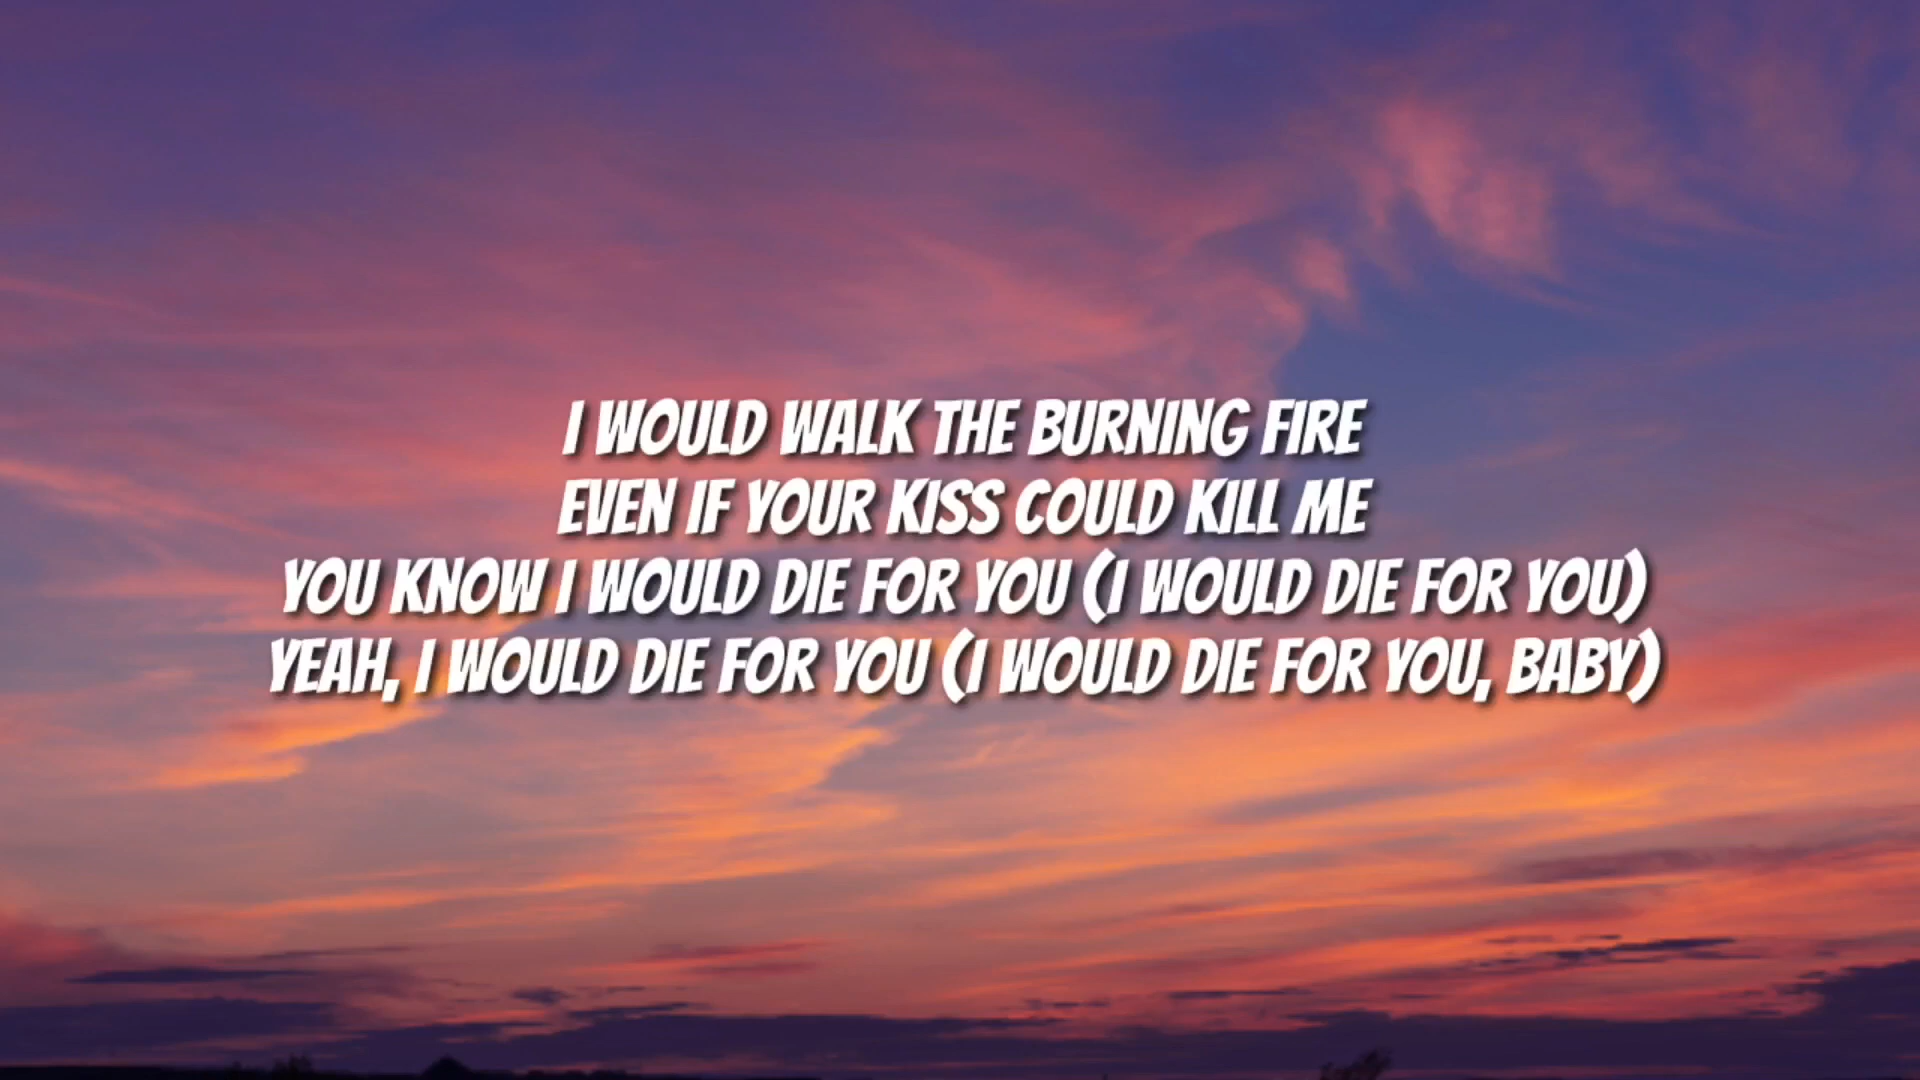 I WOULD WALK THE BURNING FIRE
EVEN IF YOUR KISS COULD KILL ME
YOU KNOW I WOULD DIE FOR YOU (I WOULD DIE FOR YOU)
YEAH, I WOULD DIE FOR YOU (I WOULD DIE FOR YOU, BABY)